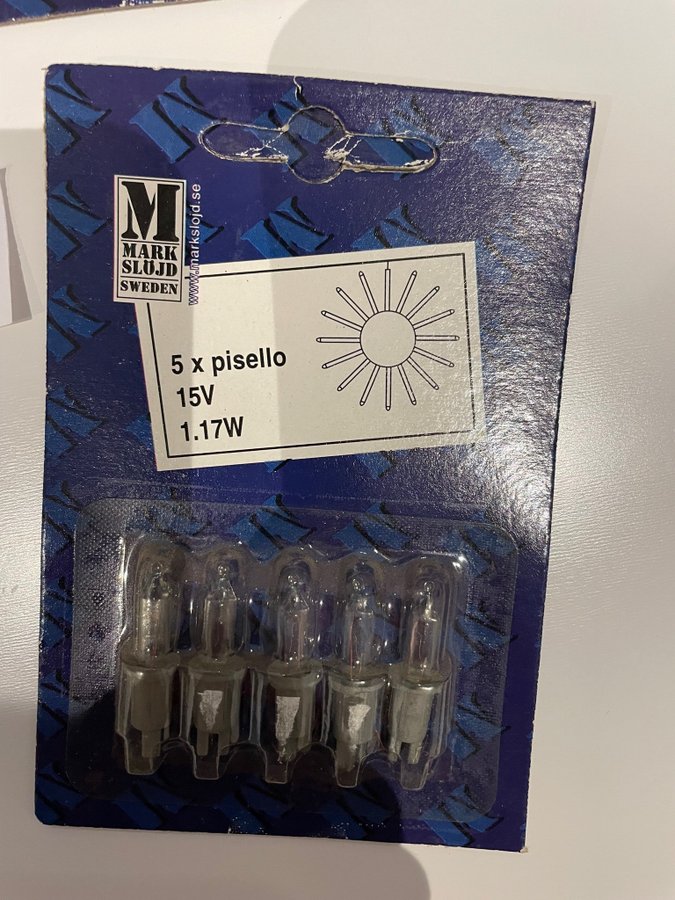 M
MARK
SLÖJD
SWEDEN
www.markslojd.se
5 x pisello
15V
1.17W